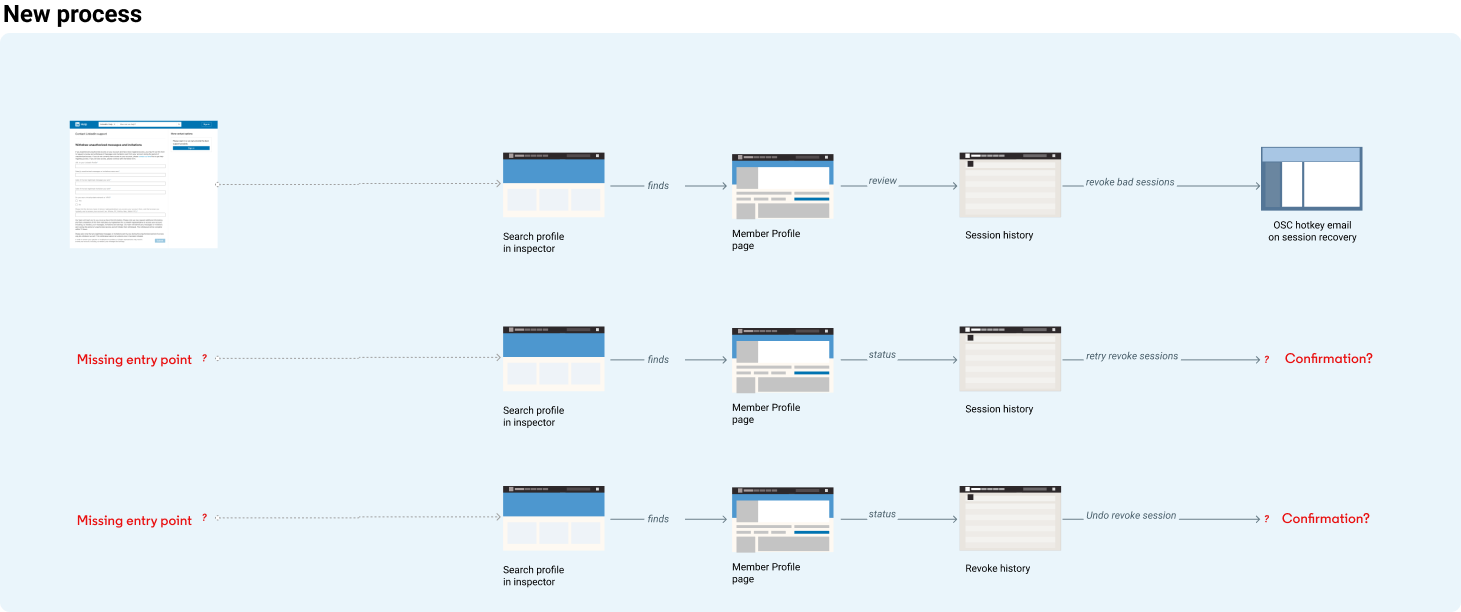 New process
finds
review
revoke bad sessions
Search profile
in inspector
Member Profile
page
Session history
OSC hotkey email
on session recovery
Missing entry point ?
finds
status
retry revoke sessions
? Confirmation?
Search profile
in inspector
Member Profile
page
Session history
Missing entry point ?
finds
status
Undo revoke session
? Confirmation?
Search profile
in inspector
Member Profile
page
Revoke history